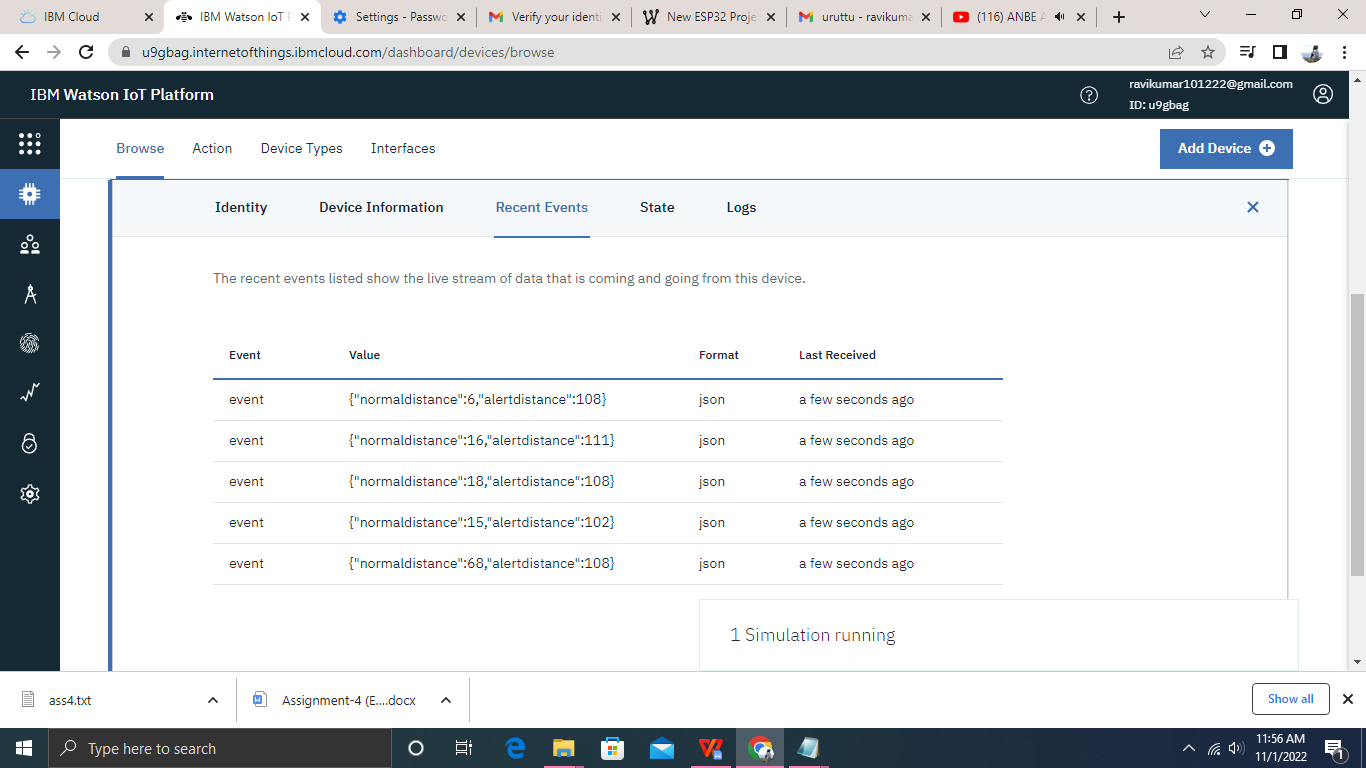 IBM Cloud
IBM Watson IoT P
Settings - Passwo
Verify your identi
New ESP32 Proje
uruttu - ravikuma
(116) ANBE A
u9gbag.internetofthings.ibmcloud.com/dashboard/devices/browse
IBM Watson IoT Platform
ravikumar101222@gmail.com
ID: u9gbag
Browse Action Device Types Interfaces
Add Device
Identity Device Information Recent Events State Logs
The recent events listed show the live stream of data that is coming and going from this device.
Event Value Format Last Received
event {"normaldistance":6,"alertdistance":108} json a few seconds ago
event {"normaldistance":16,"alertdistance":111} json a few seconds ago
event {"normaldistance":18,"alertdistance":108} json a few seconds ago
event {"normaldistance":15,"alertdistance":102} json a few seconds ago
event {"normaldistance":68,"alertdistance":108} json a few seconds ago
1 Simulation running
ass4.txt
Assignment-4 (E....docx
Show all
Type here to search
11:56 AM
11/1/2022
1